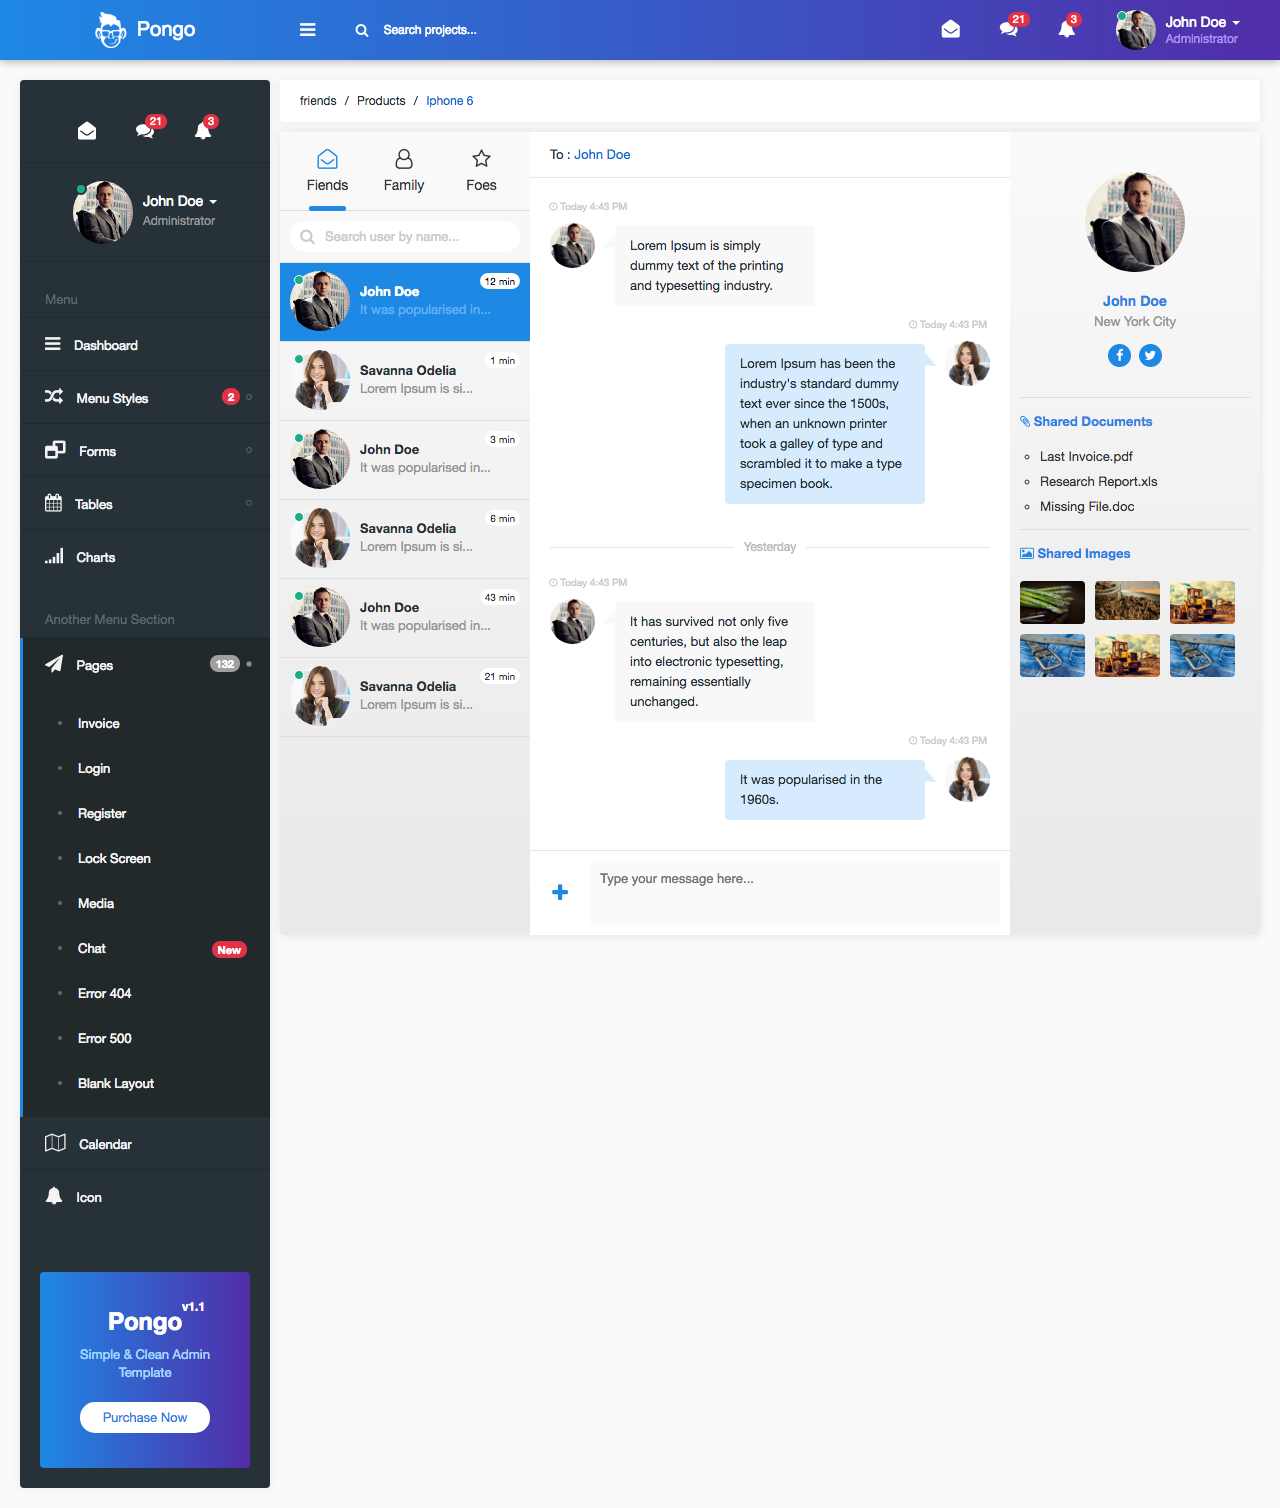 Pongo
Search projects...
21
3
John Doe
Administrator
21
3
John Doe
Administrator
Menu
Dashboard
Menu Styles
2
Forms
Tables
Charts
Another Menu Section
Pages
132
Invoice
Login
Register
Lock Screen
Media
Chat
New
Error 404
Error 500
Blank Layout
Calendar
Icon
Pongo v1.1
Simple & Clean Admin
Template
Purchase Now
friends / Products / Iphone 6
Fiends
Family
Foes
Search user by name...
John Doe
12 min
It was popularised in...
Savanna Odelia
1 min
Lorem Ipsum is si...
John Doe
3 min
It was popularised in...
Savanna Odelia
6 min
Lorem Ipsum is si...
John Doe
43 min
It was popularised in...
Savanna Odelia
21 min
Lorem Ipsum is si...
To : John Doe
Today 4:43 PM
Lorem Ipsum is simply
dummy text of the printing
and typesetting industry.
Today 4:43 PM
Lorem Ipsum has been the
industry's standard dummy
text ever since the 1500s,
when an unknown printer
took a galley of type and
scrambled it to make a type
specimen book.
Yesterday
Today 4:43 PM
It has survived not only five
centuries, but also the leap
into electronic typesetting,
remaining essentially
unchanged.
Today 4:43 PM
It was popularised in the
1960s.
Type your message here...
John Doe
New York City
Shared Documents
Last Invoice.pdf
Research Report.xls
Missing File.doc
Shared Images